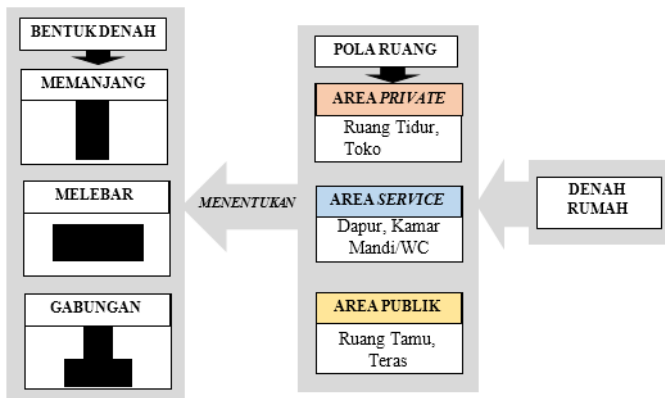 BENTUK DENAH
MEMANJANG
MELEBAR
GABUNGAN
MENENTUKAN
POLA RUANG
AREA PRIVATE
Ruang Tidur,
Toko
AREA SERVICE
Dapur, Kamar
Mandi/WC
AREA PUBLIK
Ruang Tamu,
Teras
DENAH
RUMAH